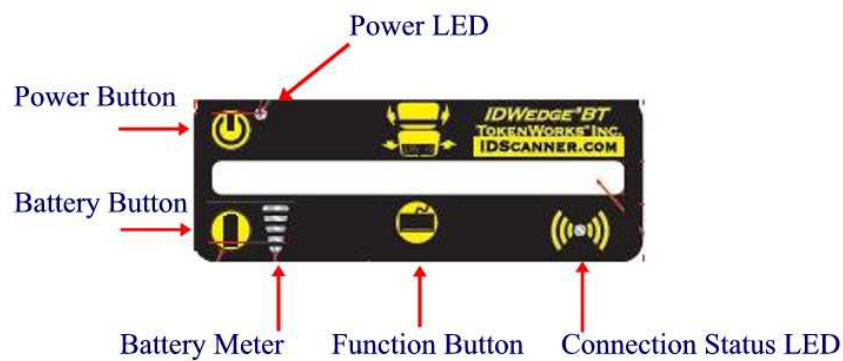 Power LED
Power Button
IDWEDGE®BT
TOKENWORKS® INC.
IDSCANNER.COM
Battery Button
Battery Meter
Function Button
Connection Status LED